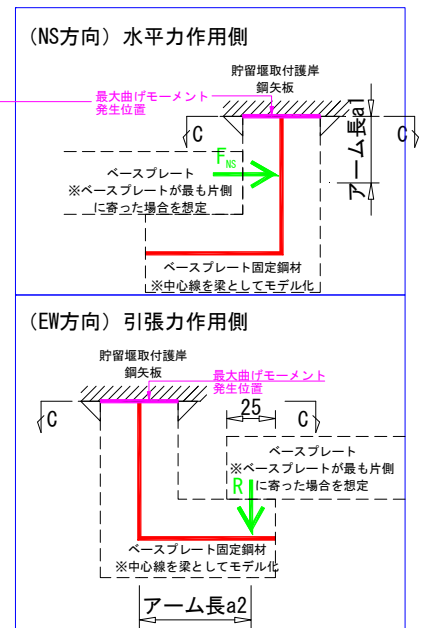 (NS方向) 水平力作用側
貯留堰取付護岸
鋼矢板
最大曲げモーメント
発生位置
C
C
アーム長a1
F_NS
ベースプレート
※ベースプレートが最も片側
に寄った場合を想定
ベースプレート固定鋼材
※中心線を梁としてモデル化
(EW方向) 引張力作用側
貯留堰取付護岸
鋼矢板
最大曲げモーメント
発生位置
C
25
C
ベースプレート
※ベースプレートが最も片側
に寄った場合を想定
R
ベースプレート固定鋼材
※中心線を梁としてモデル化
アーム長a2